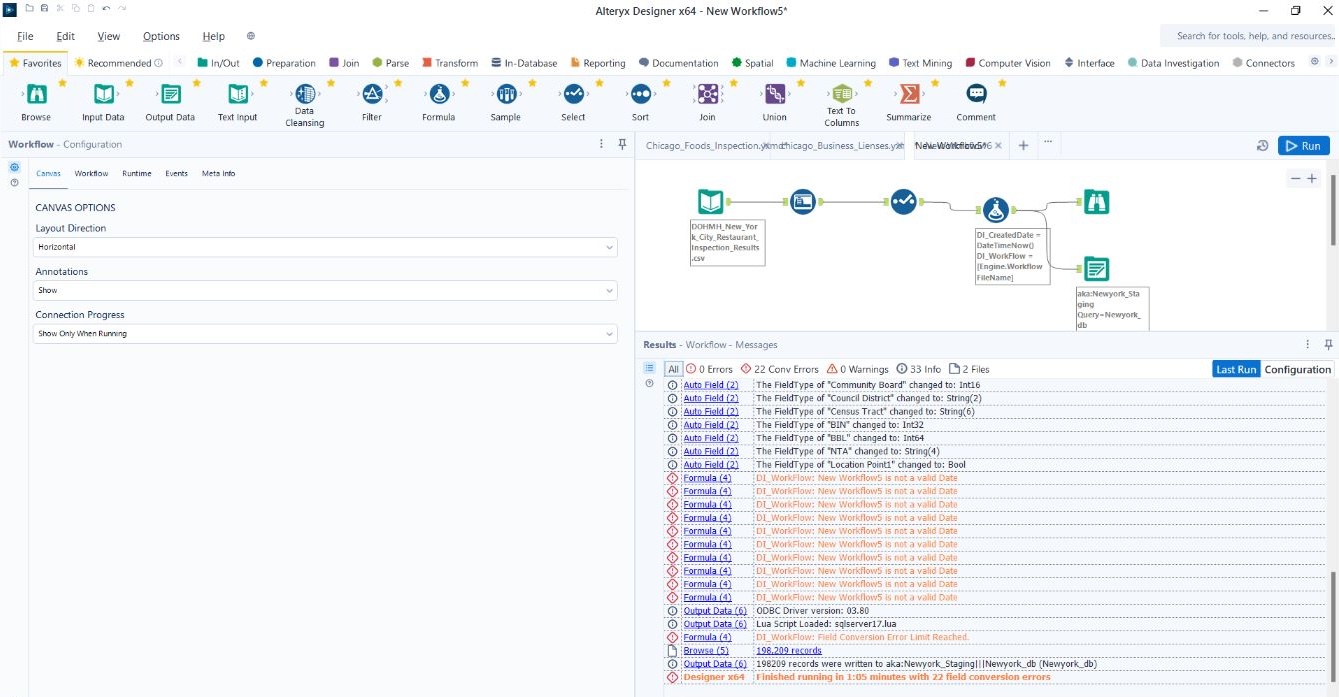 Alteryx Designer x64 - New Workflow5*
File Edit View Options Help
Search for tools, help, and resources..
Favorites Recommended In/Out Preparation Join Parse Transform In-Database Reporting Documentation Spatial Machine Learning Text Mining Computer Vision Interface Data Investigation Connectors
Browse Input Data Output Data Text Input Data Cleansing Filter Formula Sample Select Sort Join Union Text To Columns Summarize Comment
Workflow - Configuration
Canvas Workflow Runtime Events Meta Info
CANVAS OPTIONS
Layout Direction
Horizontal
Annotations
Show
Connection Progress
Show Only When Running
Chicago_Foods_Inspection.yxmd* Chicago_Business_Lienses.yx
Run
DOHMH_New_Yor
k_City_Restaurant_
Inspection_Results
.csv
DI_CreatedDate =
DateTimeNow()
DI_WorkFlow =
[Engine.Workflow
FileName]
aka:Newyork_Sta
ging
Query=Newyork_
db
Results - Workflow - Messages
All 0 Errors 22 Conv Errors 0 Warnings 33 Info 2 Files Last Run Configuration
Auto Field (2) The FieldType of "Community Board" changed to: Int16
Auto Field (2) The FieldType of "Council District" changed to: String(2)
Auto Field (2) The FieldType of "Census Tract" changed to: String(6)
Auto Field (2) The FieldType of "BIN" changed to: Int32
Auto Field (2) The FieldType of "BBL" changed to: Int64
Auto Field (2) The FieldType of "NTA" changed to: String(4)
Auto Field (2) The FieldType of "Location Point1" changed to: Bool
Formula (4) DI_WorkFlow: New Workflow5 is not a valid Date
Formula (4) DI_WorkFlow: New Workflow5 is not a valid Date
Formula (4) DI_WorkFlow: New Workflow5 is not a valid Date
Formula (4) DI_WorkFlow: New Workflow5 is not a valid Date
Formula (4) DI_WorkFlow: New Workflow5 is not a valid Date
Formula (4) DI_WorkFlow: New Workflow5 is not a valid Date
Formula (4) DI_WorkFlow: New Workflow5 is not a valid Date
Formula (4) DI_WorkFlow: New Workflow5 is not a valid Date
Formula (4) DI_WorkFlow: New Workflow5 is not a valid Date
Formula (4) DI_WorkFlow: New Workflow5 is not a valid Date
Output Data (6) ODBC Driver version: 03.80
Output Data (6) Lua Script Loaded: sqlserver17.lua
Formula (4) DI_WorkFlow: Field Conversion Error Limit Reached.
Browse (5) 198,209 records
Output Data (6) 198209 records were written to aka:Newyork_Staging|||Newyork_db (Newyork_db)
Designer x64 Finished running in 1:05 minutes with 22 field conversion errors